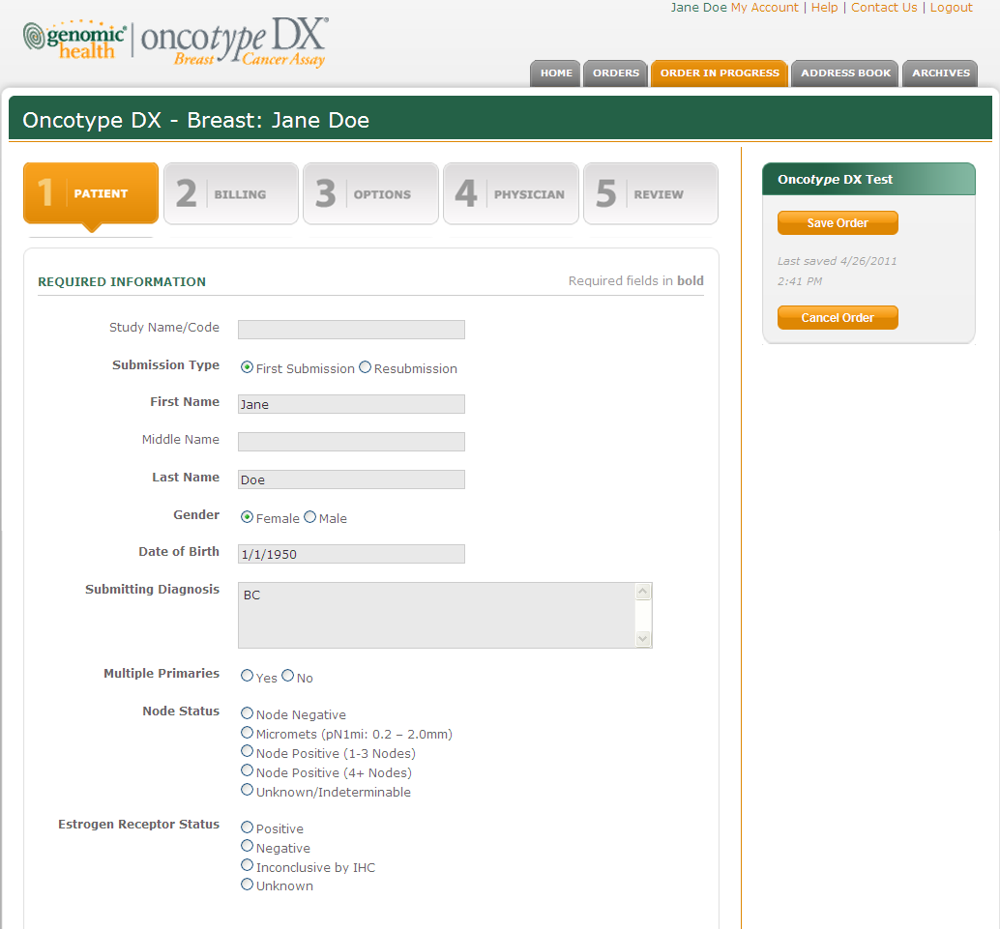 Jane Doe My Account | Help | Contact Us | Logout
genomic health | oncotype DX®
Breast Cancer Assay
HOME ORDERS ORDER IN PROGRESS ADDRESS BOOK ARCHIVES
Oncotype DX - Breast: Jane Doe
1 PATIENT 2 BILLING 3 OPTIONS 4 PHYSICIAN 5 REVIEW
Oncotype DX Test
Save Order
Last saved 4/26/2011
2:41 PM
Cancel Order
REQUIRED INFORMATION Required fields in bold
Study Name/Code
Submission Type First Submission Resubmission
First Name Jane
Middle Name
Last Name Doe
Gender Female Male
Date of Birth 1/1/1950
Submitting Diagnosis BC
Multiple Primaries Yes No
Node Status Node Negative
Micromets (pN1mi: 0.2 – 2.0mm)
Node Positive (1-3 Nodes)
Node Positive (4+ Nodes)
Unknown/Indeterminable
Estrogen Receptor Status Positive
Negative
Inconclusive by IHC
Unknown